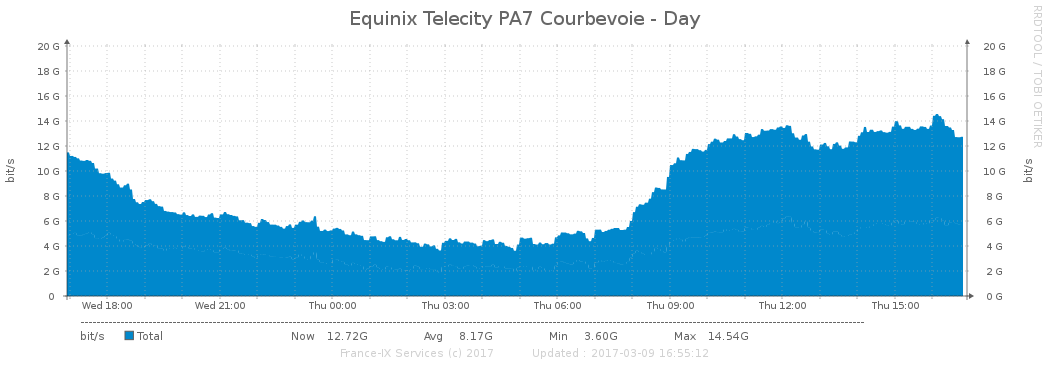 Equinix Telecity PA7 Courbevoie - Day
RRDTOOL / TOBI OETIKER
20 G 20 G
18 G 18 G
16 G 16 G
14 G 14 G
12 G 12 G
10 G 10 G
8 G 8 G
6 G 6 G
4 G 4 G
2 G 2 G
0 0 G
bit/s
bit/s
Wed 18:00 Wed 21:00 Thu 00:00 Thu 03:00 Thu 06:00 Thu 09:00 Thu 12:00 Thu 15:00
bit/s Total Now 12.72G Avg 8.17G Min 3.60G Max 14.54G
France-IX Services (c) 2017 Updated : 2017-03-09 16:55:12